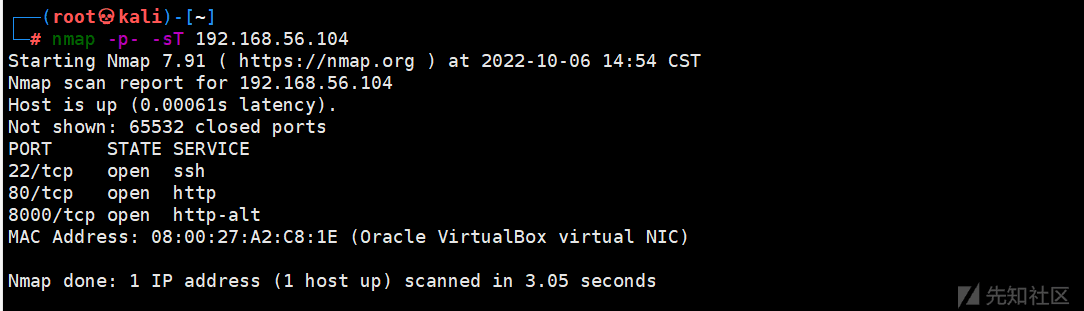 ┌──(root💀kali)-[~]
└─# nmap -p- -sT 192.168.56.104
Starting Nmap 7.91 ( https://nmap.org ) at 2022-10-06 14:54 CST
Nmap scan report for 192.168.56.104
Host is up (0.00061s latency).
Not shown: 65532 closed ports
PORT     STATE SERVICE
22/tcp   open  ssh
80/tcp   open  http
8000/tcp open  http-alt
MAC Address: 08:00:27:A2:C8:1E (Oracle VirtualBox virtual NIC)
Nmap done: 1 IP address (1 host up) scanned in 3.05 seconds
先知社区